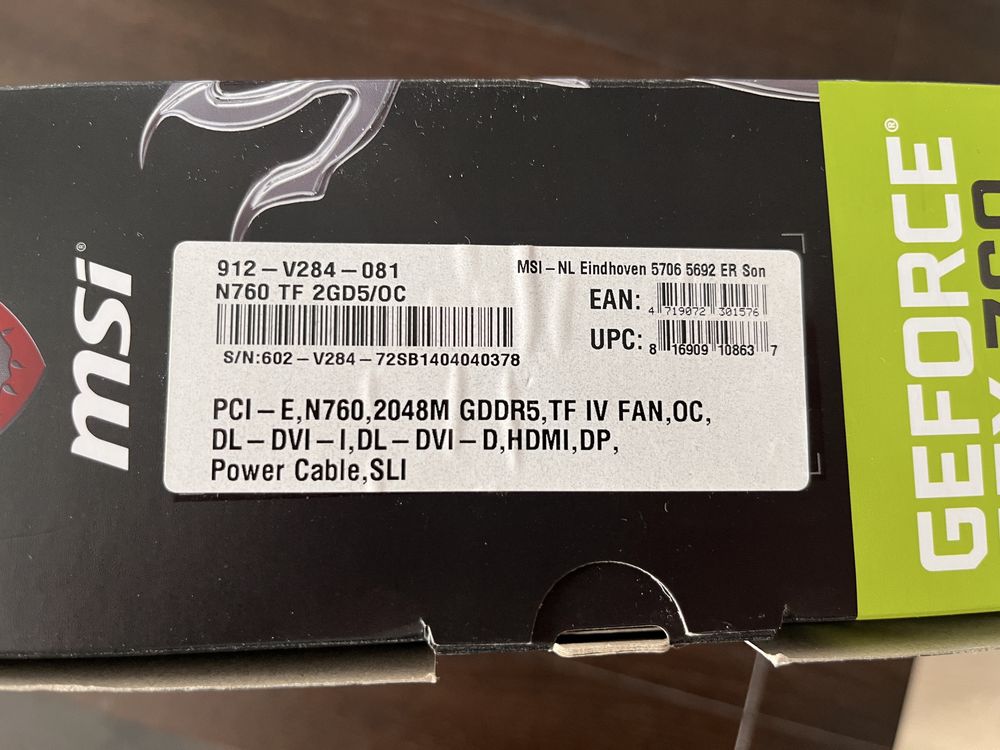 msi®
912-V284-081
N760 TF 2GD5/OC
S/N:602-V284-72SB1404040378
MSI-NL Eindhoven 5706 5692 ER Son
EAN: 4 719072 301576
UPC: 8 16909 10863 7
PCI-E,N760,2048M GDDR5,TF IV FAN,OC,
DL-DVI-I,DL-DVI-D,HDMI,DP,
Power Cable,SLI
GEFORCE®
760